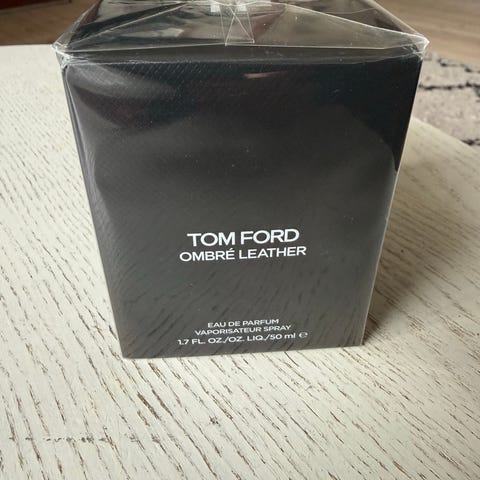 TOM FORD
OMBRÉ LEATHER
EAU DE PARFUM
VAPORISATEUR SPRAY
1.7 FL. OZ./OZ. LIQ./50 ml ℮